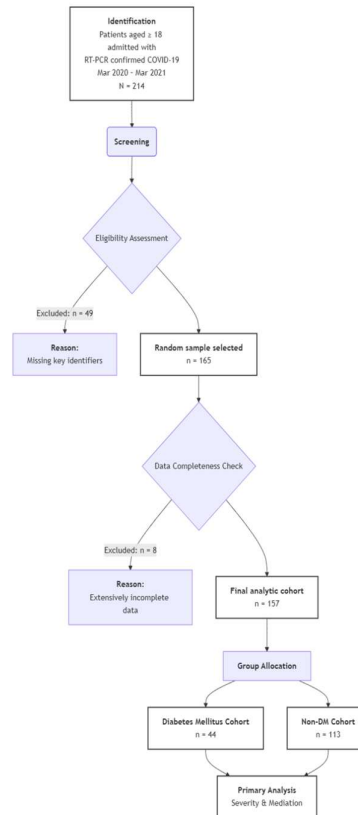 Identification
Patients aged ≥ 18
admitted with
RT-PCR confirmed COVID-19
Mar 2020 - Mar 2021
N = 214
Screening
Eligibility Assessment
Excluded: n = 49
Reason:
Missing key identifiers
Random sample selected
n = 165
Data Completeness Check
Excluded: n = 8
Reason:
Extensively incomplete
data
Final analytic cohort
n = 157
Group Allocation
Diabetes Mellitus Cohort
n = 44
Non-DM Cohort
n = 113
Primary Analysis
Severity & Mediation